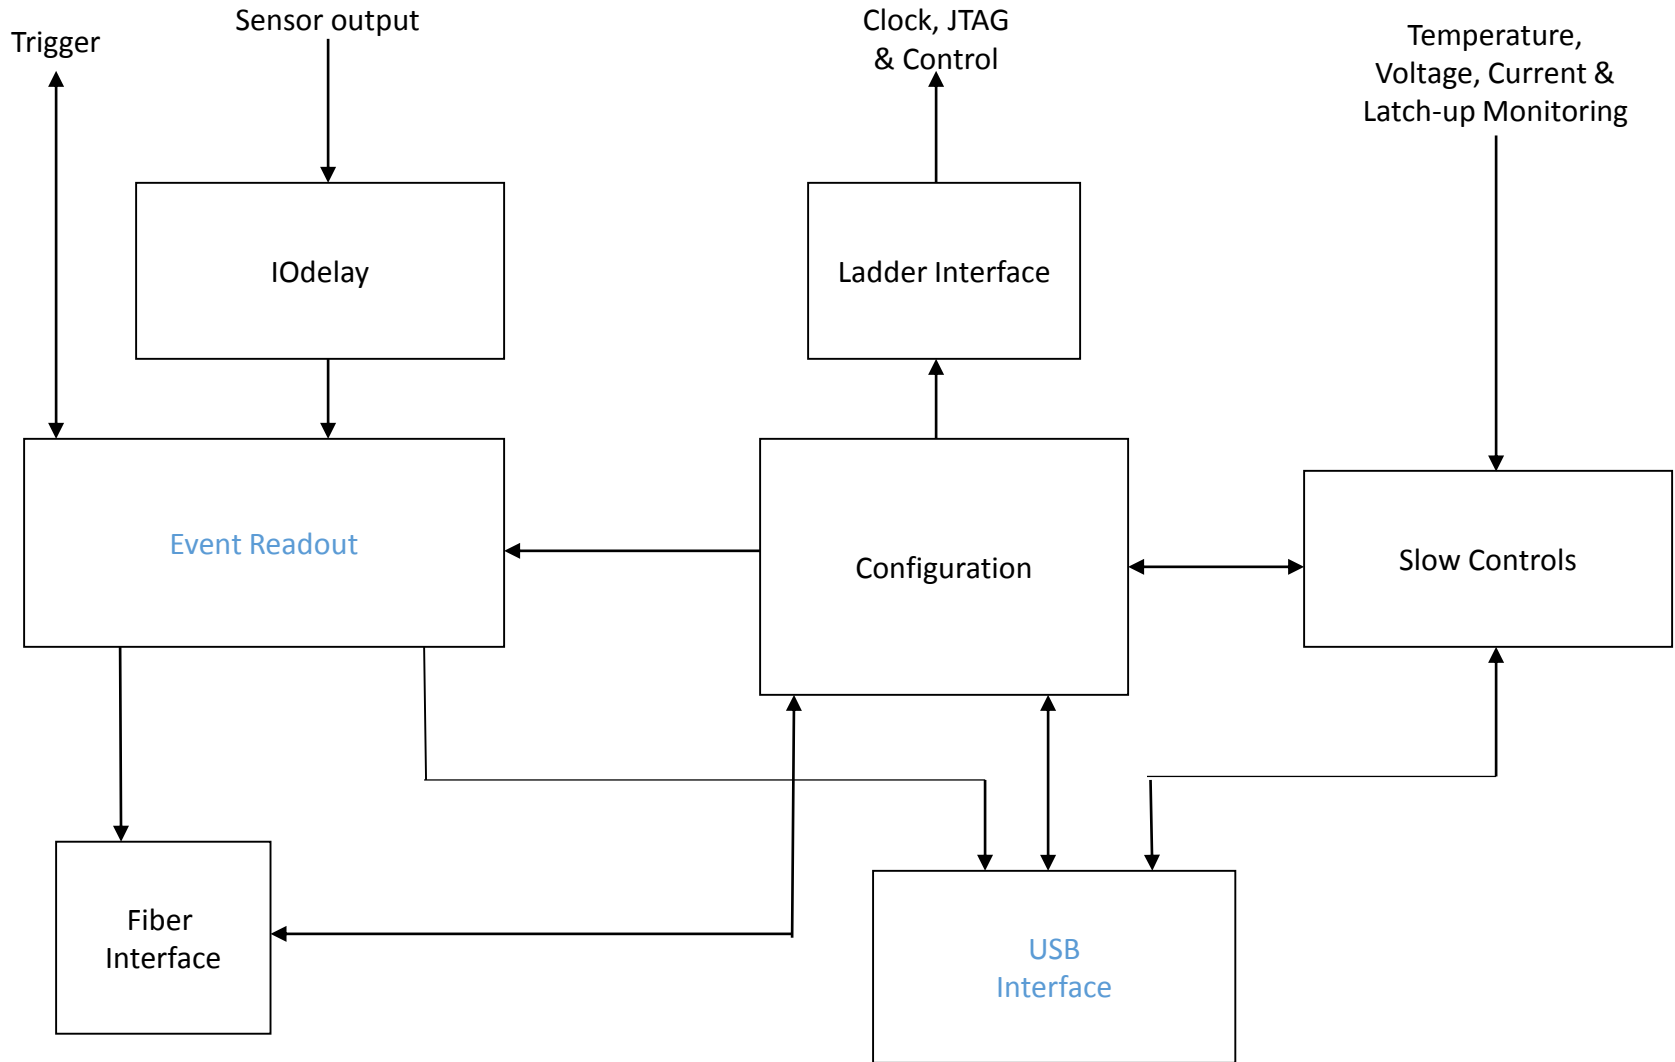 Trigger
Sensor output
Clock, JTAG
& Control
Temperature,
Voltage, Current &
Latch-up Monitoring
IOdelay
Ladder Interface
Event Readout
Configuration
Slow Controls
Fiber
Interface
USB
Interface